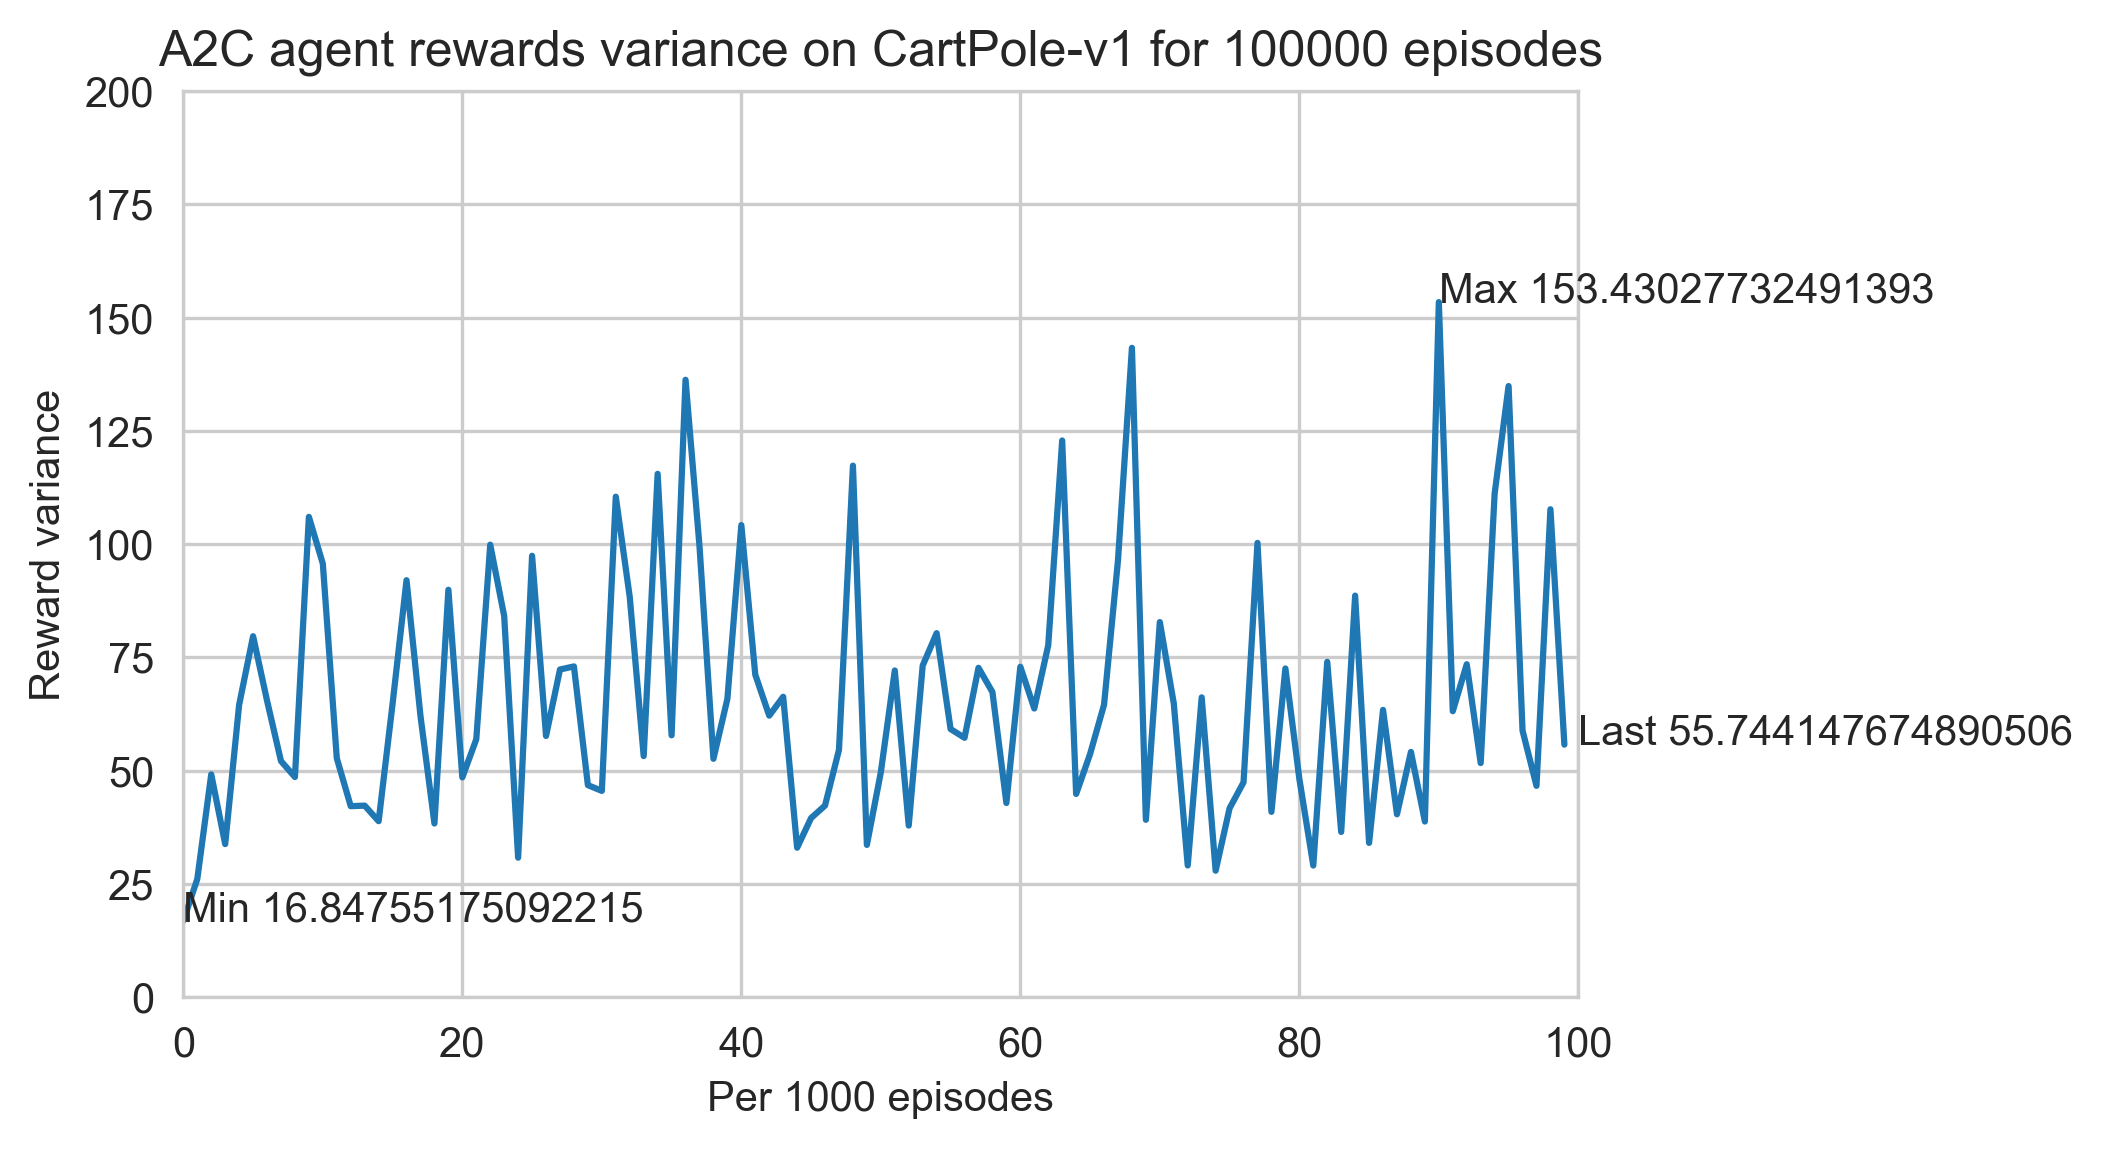 A2C agent rewards variance on CartPole-v1 for 100000 episodes
200
175
150
125
100
75
50
25
0
Reward variance
Max 153.43027732491393
Last 55.744147674890506
Min 16.84755175092215
0 20 40 60 80 100
Per 1000 episodes